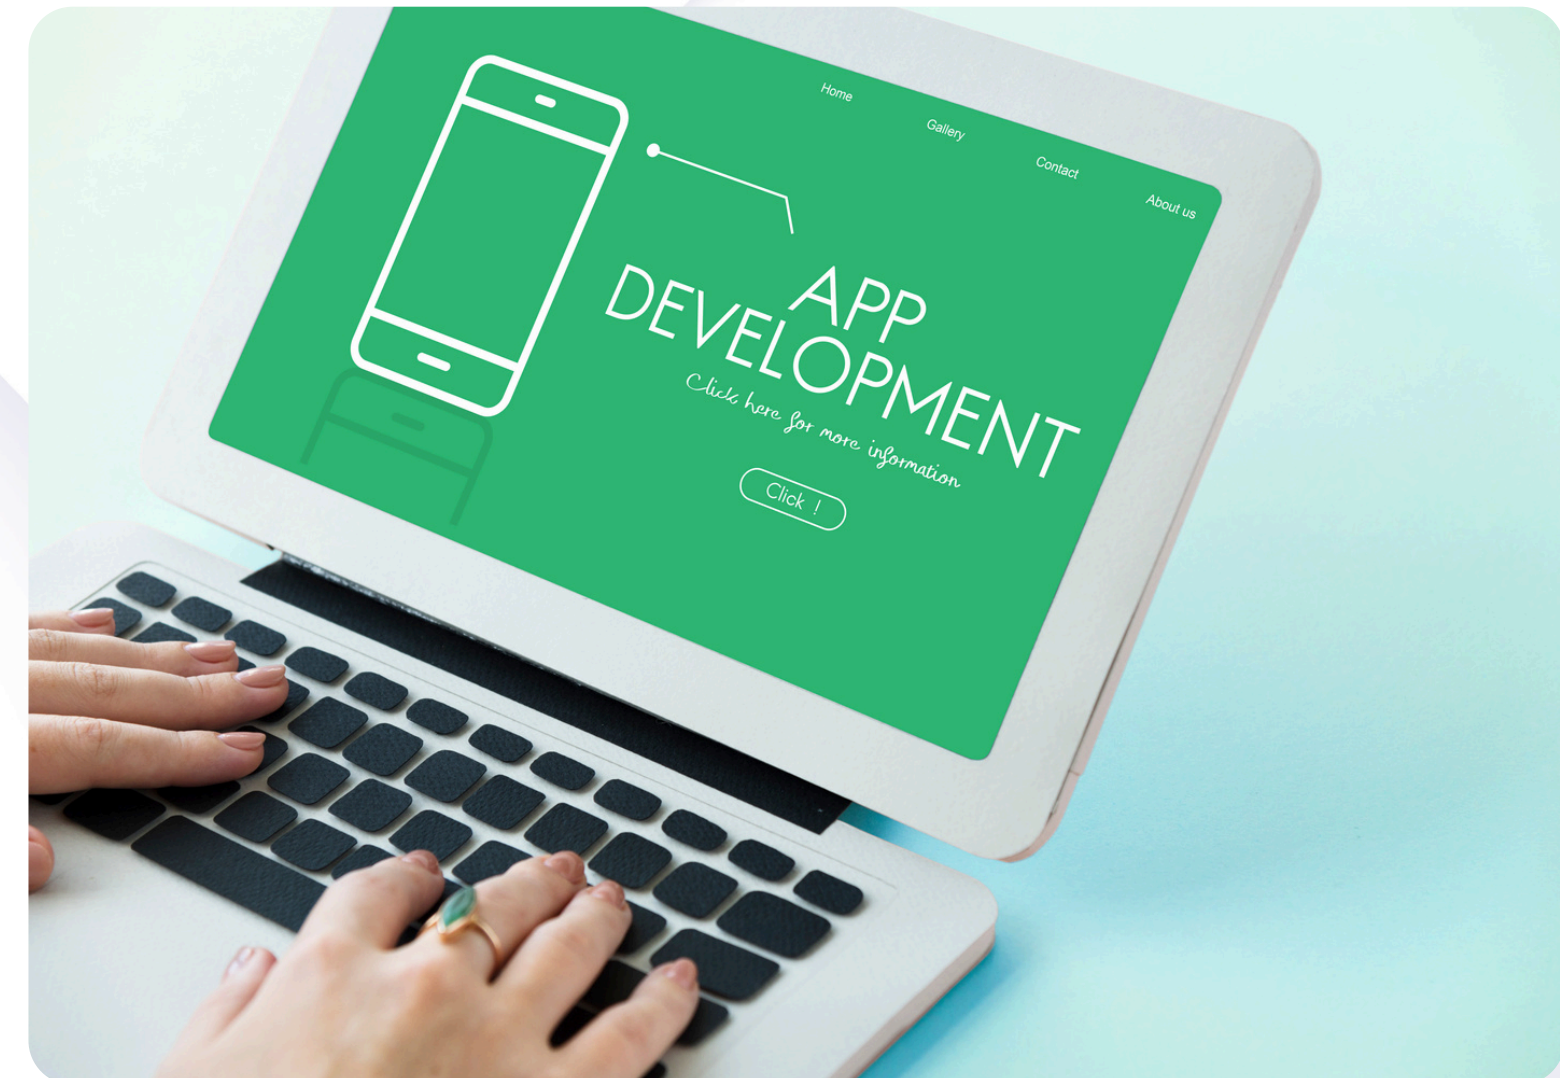 Home
Gallery
Contact
About us
APP
DEVELOPMENT
Click here for more information
Click !